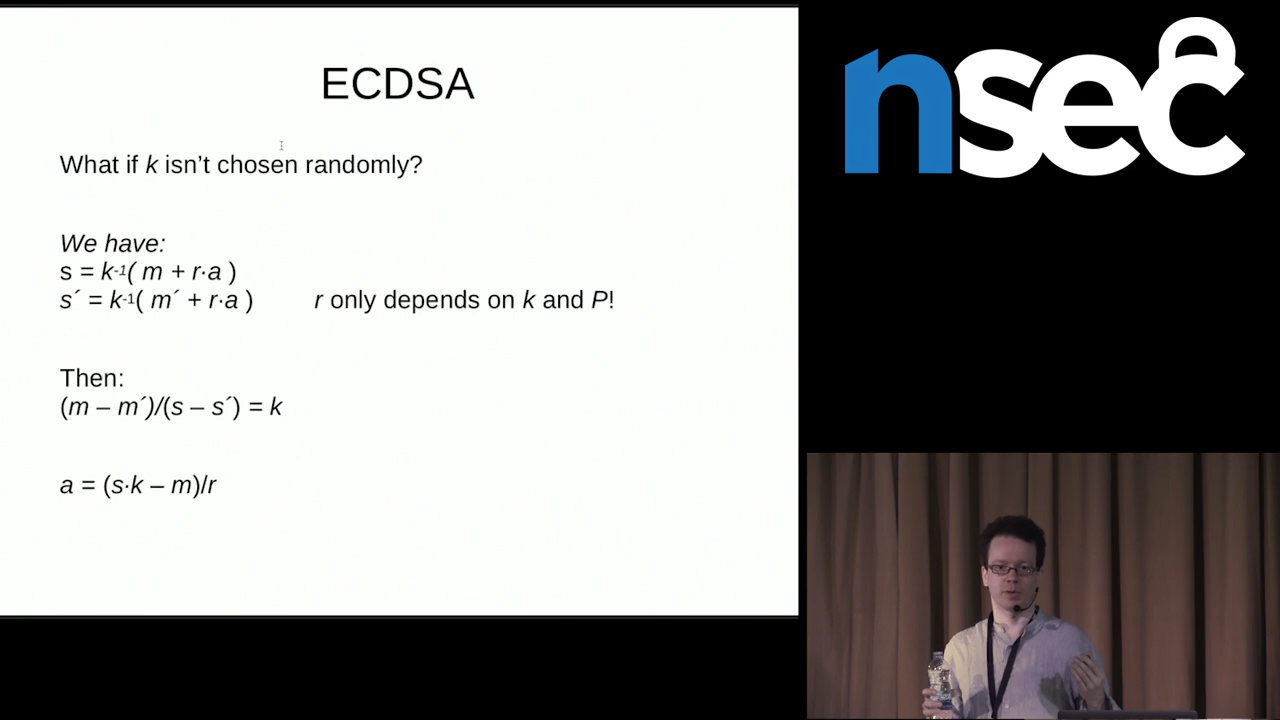 ECDSA
What if k isn’t chosen randomly?
We have:
s = k-1( m + r·a )
s´ = k-1( m´ + r·a ) r only depends on k and P!
Then:
(m – m´)/(s – s´) = k
a = (s·k – m)/r
nsec